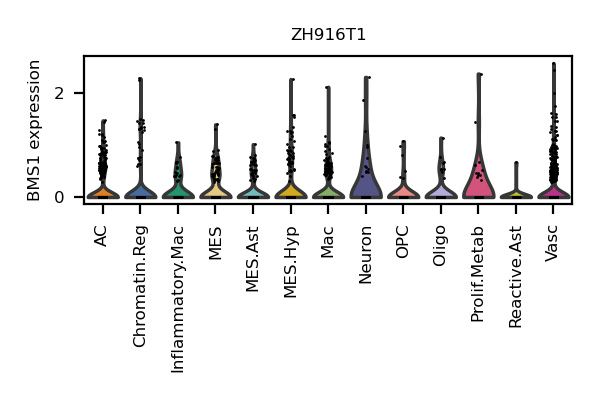 ZH916T1
BMS1 expression
2
0
AC
Chromatin.Reg
Inflammatory.Mac
MES
MES.Ast
MES.Hyp
Mac
Neuron
OPC
Oligo
Prolif.Metab
Reactive.Ast
Vasc